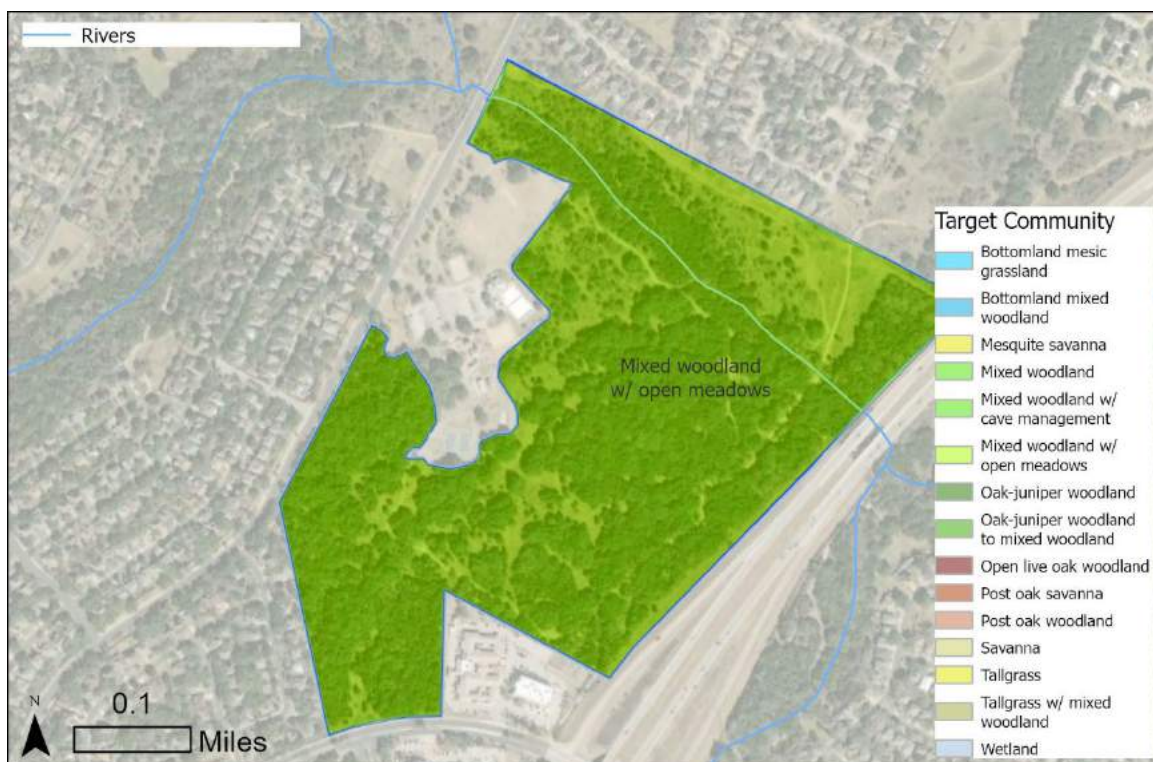 Rivers
Mixed woodland
w/ open meadows
Target Community
Bottomland mesic
grassland
Bottomland mixed
woodland
Mesquite savanna
Mixed woodland
Mixed woodland w/
cave management
Mixed woodland w/
open meadows
Oak-juniper woodland
Oak-juniper woodland
to mixed woodland
Open live oak woodland
Post oak savanna
Post oak woodland
Savanna
Tallgrass
Tallgrass w/ mixed
woodland
Wetland
N
0.1
Miles